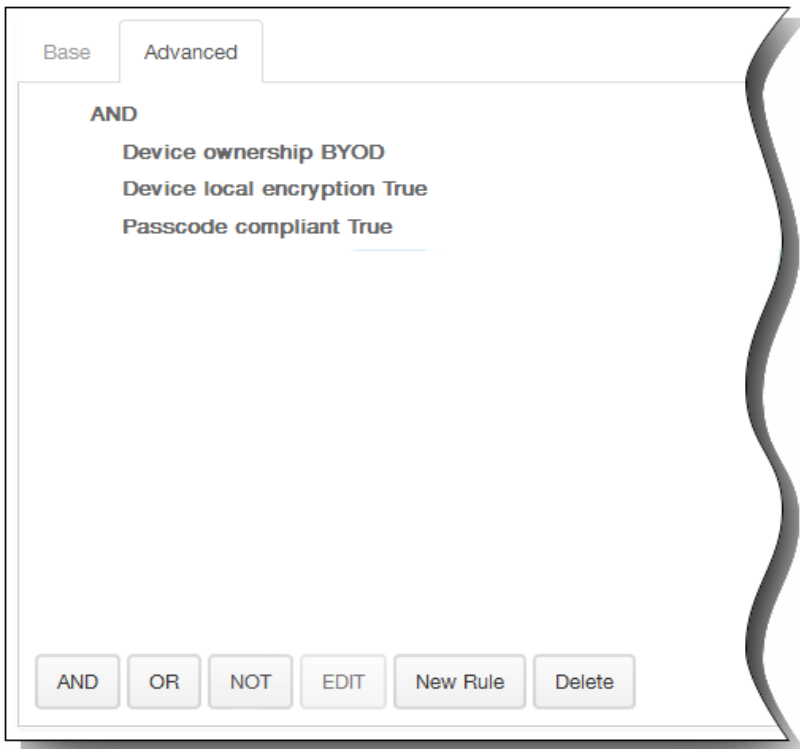 Base Advanced
AND
Device ownership BYOD
Device local encryption True
Passcode compliant True
AND OR NOT EDIT New Rule Delete